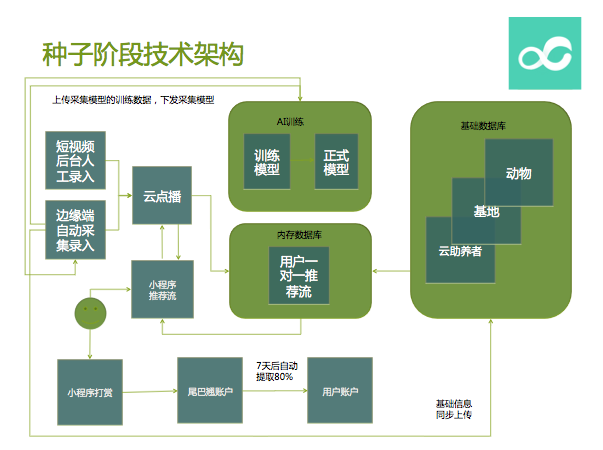 种子阶段技术架构
上传采集模型的训练数据，下发采集模型
AI训练
基础数据库
短视频
后台人
工录入
训练
模型
正式
模型
动物
云点播
基地
边缘端
自动采
集录入
内存数据库
云助养者
用户一
对一推
荐流
小程序
推荐流
7天后自动
提取80%
小程序打赏
尾巴翘账户
用户账户
基础信息
同步上传